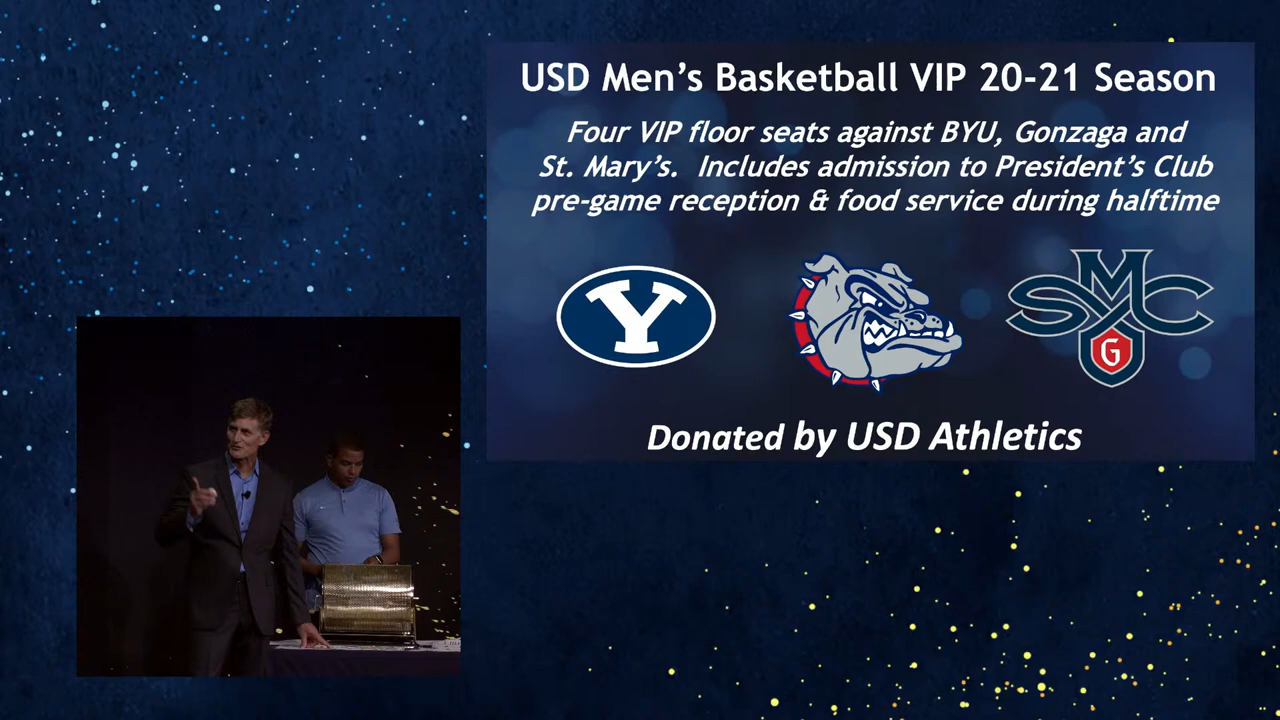 USD Men's Basketball VIP 20-21 Season
Four VIP floor seats against BYU, Gonzaga and
St. Mary's. Includes admission to President's Club
pre-game reception & food service during halftime
Y
SMC
G
Donated by USD Athletics